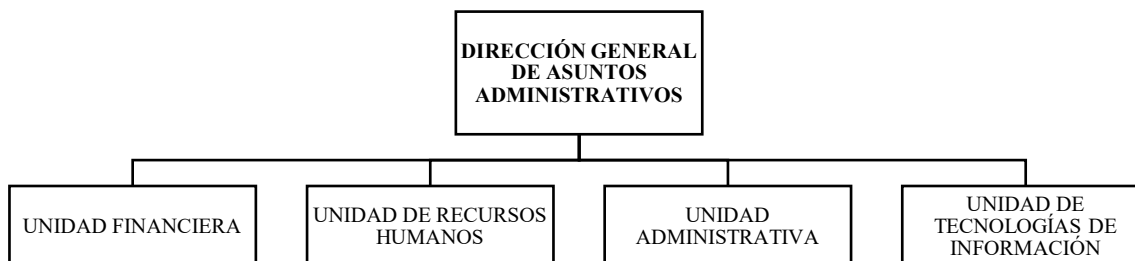 DIRECCIÓN GENERAL
DE ASUNTOS
ADMINISTRATIVOS
UNIDAD FINANCIERA
UNIDAD DE RECURSOS
HUMANOS
UNIDAD
ADMINISTRATIVA
UNIDAD DE
TECNOLOGÍAS DE
INFORMACIÓN